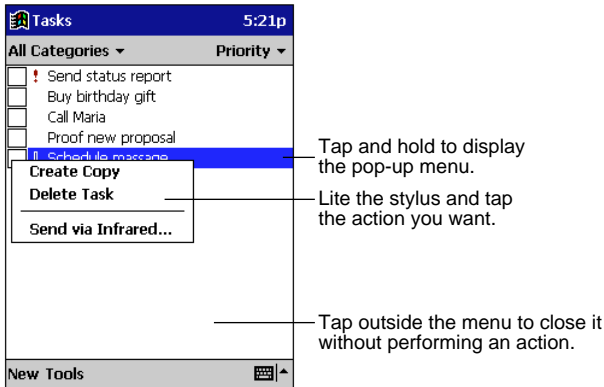 Tasks 5:21p
All Categories Priority
! Send status report
Buy birthday gift
Call Maria
Proof new proposal
Schedule massage
Create Copy
Delete Task
Send via Infrared...
Tap and hold to display
the pop-up menu.
Lite the stylus and tap
the action you want.
Tap outside the menu to close it
without performing an action.
New Tools